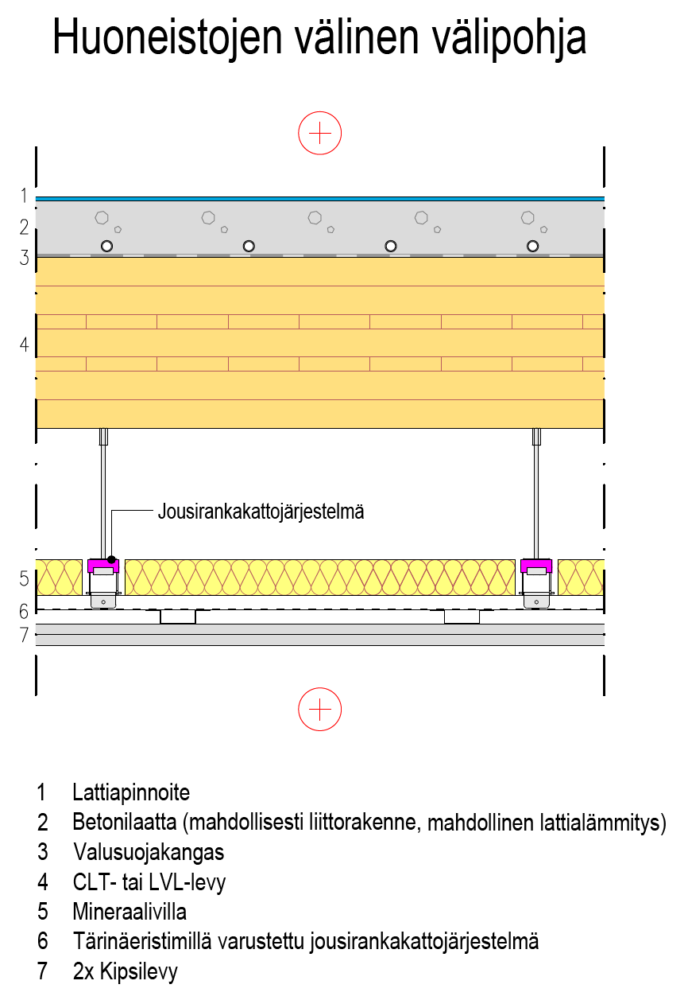 Huoneistojen välinen välipohja
1
2
3
4
Jousirankakattojärjestelmä
5
6
7
1 Lattiapinnoite
2 Betonilaatta (mahdollisesti liittorakenne, mahdollinen lattialämmitys)
3 Valusuojakangas
4 CLT- tai LVL-levy
5 Mineraalivilla
6 Tärinäeristimillä varustettu jousirankakattojärjestelmä
7 2x Kipsilevy